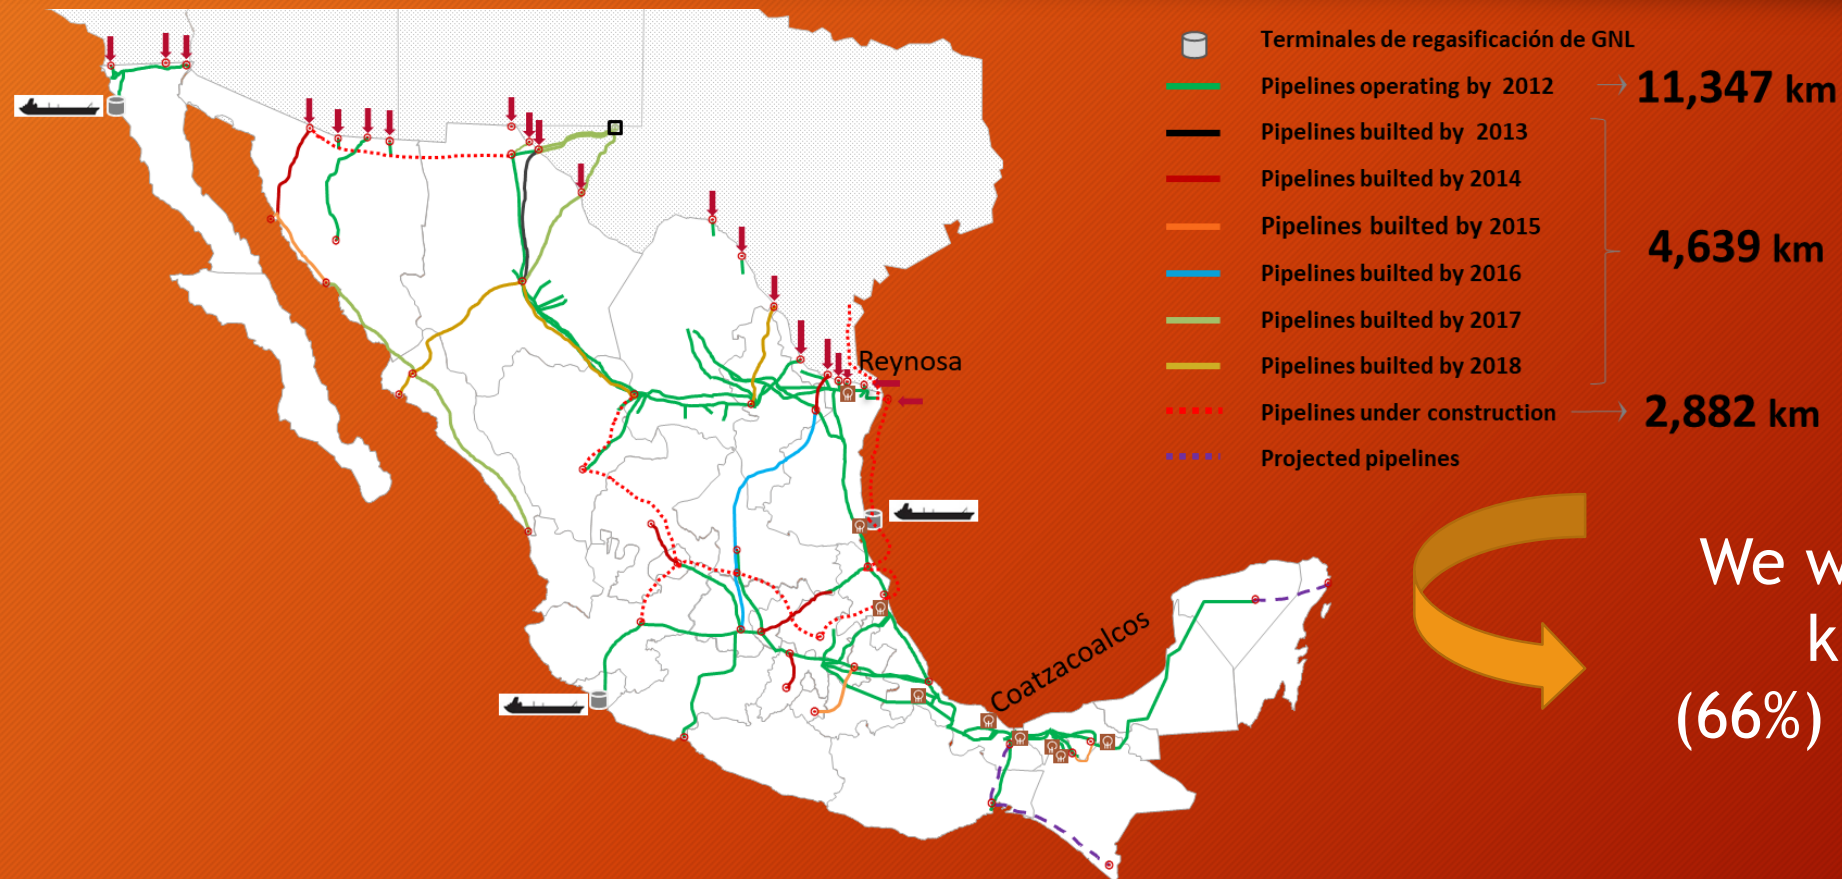 Terminales de regasificación de GNL
Pipelines operating by 2012 11,347 km
Pipelines builted by 2013
Pipelines builted by 2014
Pipelines builted by 2015
4,639 km
Pipelines builted by 2016
Pipelines builted by 2017
Pipelines builted by 2018
Pipelines under construction 2,882 km
Projected pipelines
Reynosa
Coatzacoalcos
We w
k
(66%)